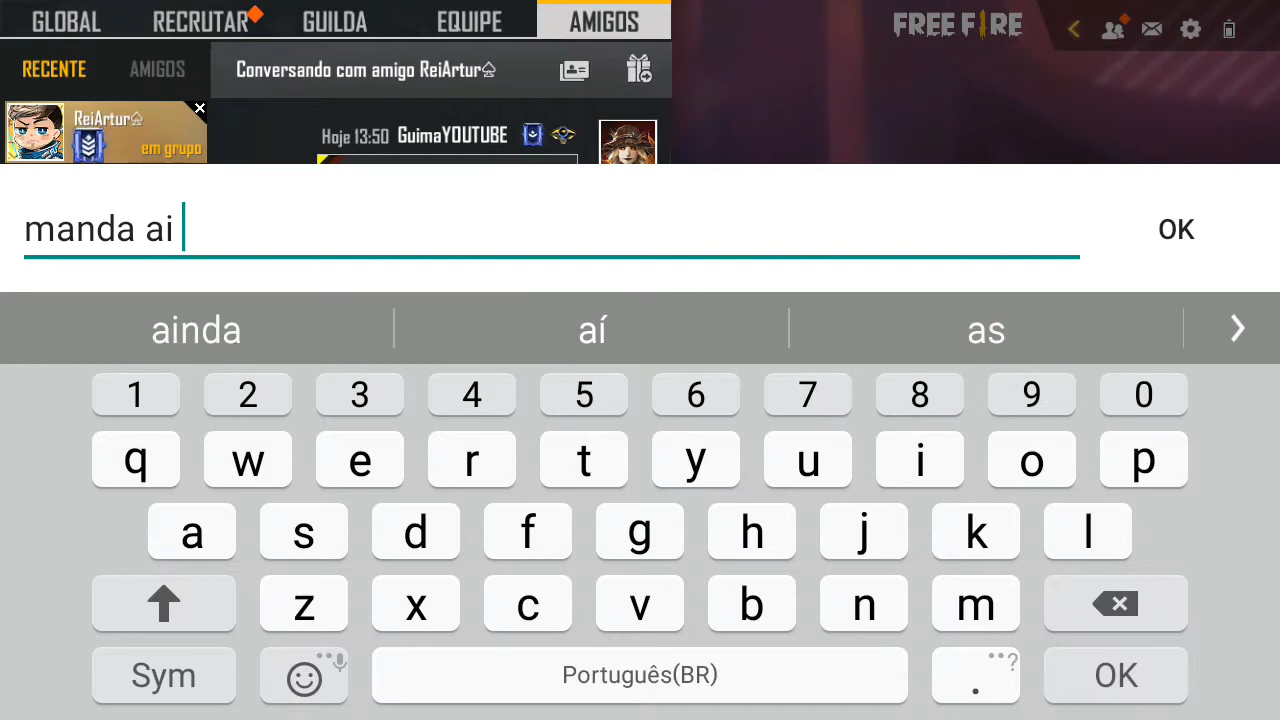 GLOBAL RECRUTAR GUILDA EQUIPE AMIGOS FREE FIRE
RECENTE AMIGOS Conversando com amigo ReiArtur♤
ReiArtur♤
em grupo
Hoje 13:50 GuimaYOUTUBE
manda ai OK
ainda aí as
1 2 3 4 5 6 7 8 9 0
q w e r t y u i o p
a s d f g h j k l
z x c v b n m
Sym Português(BR) . ? OK